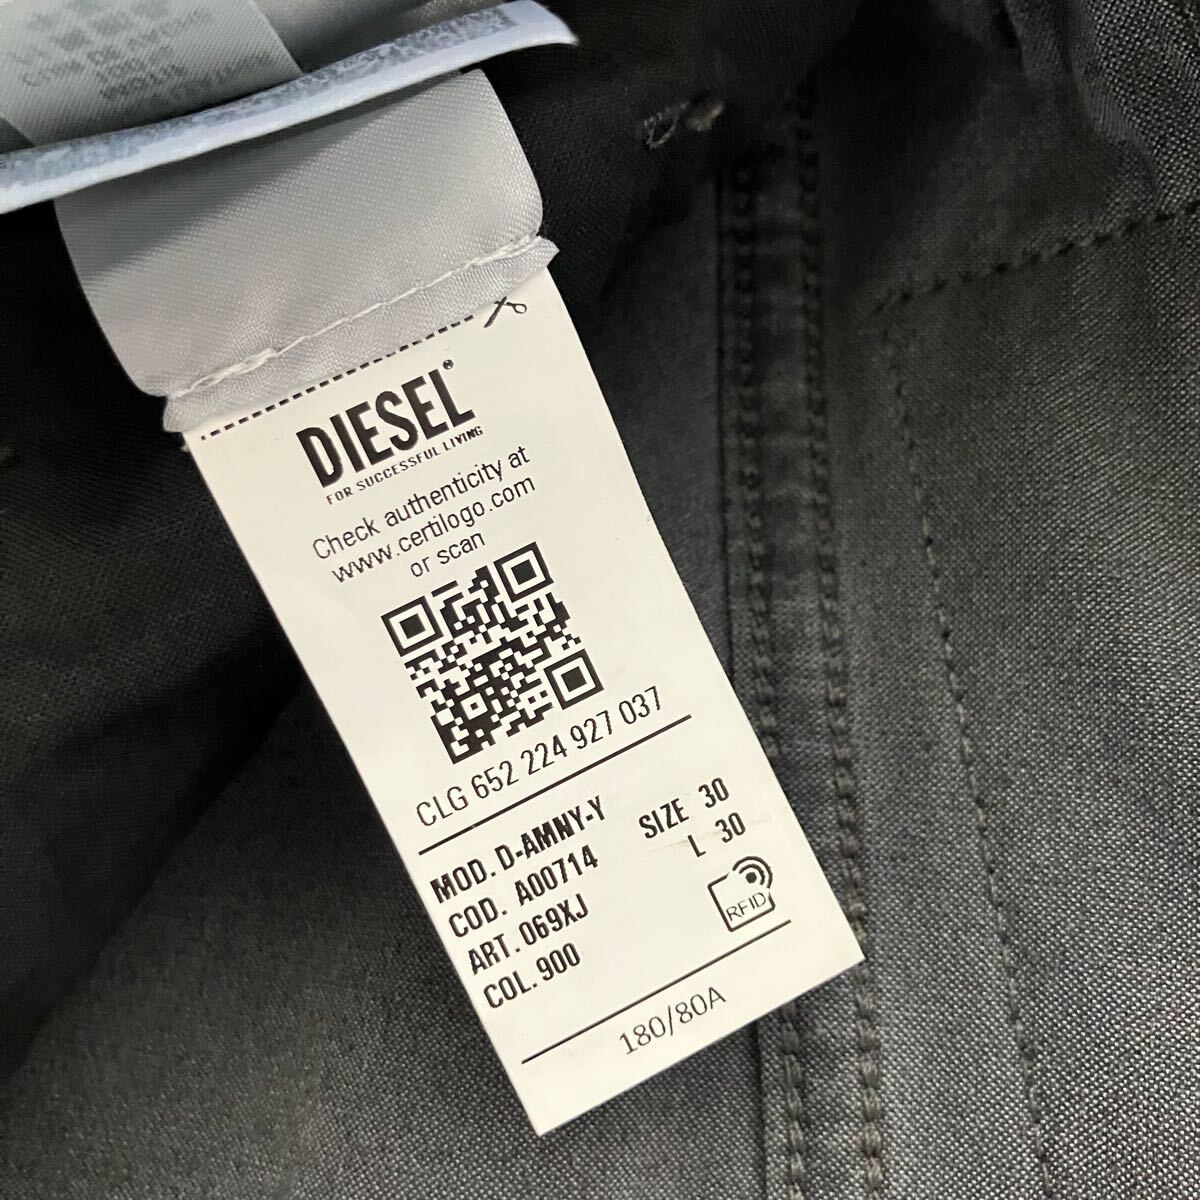 DIESEL
FOR SUCCESSFUL LIVING
Check authenticity at
www.certilogo.com
or scan
CLG 652 224 927 037
MOD. D-AMNY-Y SIZE 30
COD. A00714 L 30
ART. 069XJ
COL. 900
RFID
180/80A